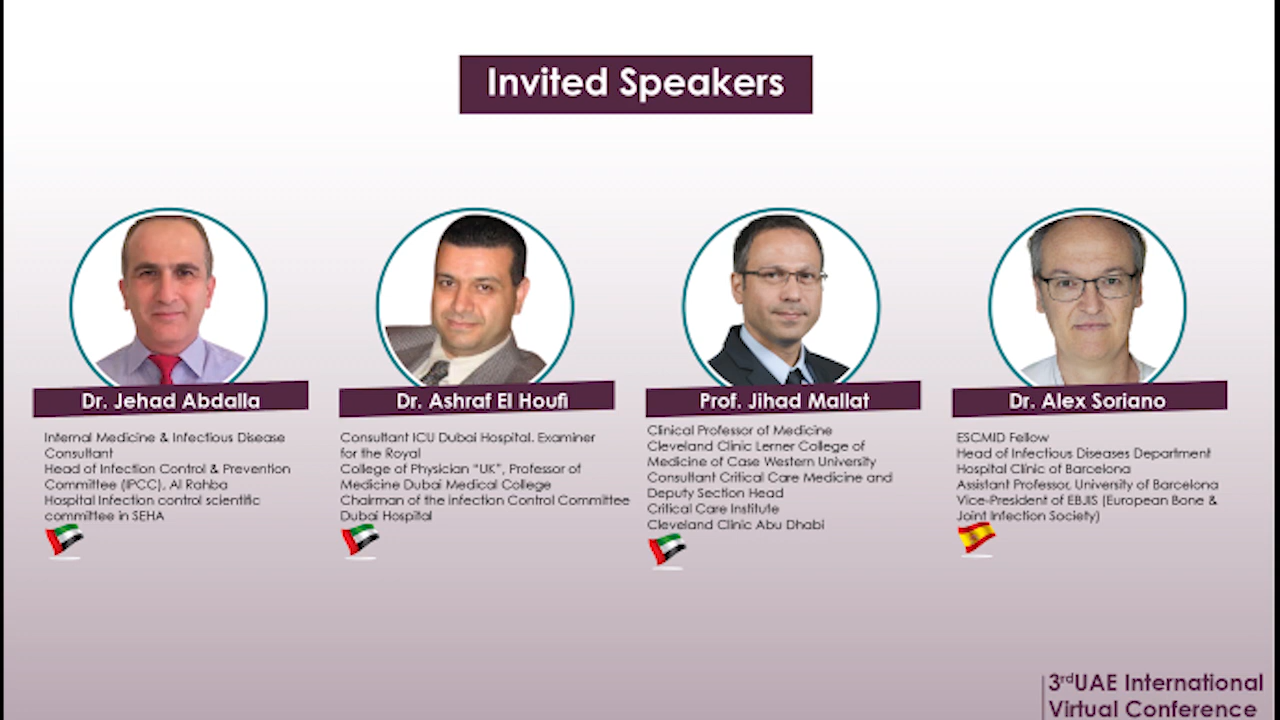 Invited Speakers
Dr. Jehad Abdalla
Internal Medicine & Infectious Disease
Consultant
Head of Infection Control & Prevention
Committee (IPCC), Al Rahba
Hospital Infection control scientific
committee in SEHA
Dr. Ashraf El Houfi
Consultant ICU Dubai Hospital. Examiner
for the Royal
College of Physician "UK", Professor of
Medicine Dubai Medical College
Chairman of the infection Control Committee
Dubai Hospital
Prof. Jihad Mallat
Clinical Professor of Medicine
Cleveland Clinic Lerner College of
Medicine of Case Western University
Consultant Critical Care Medicine and
Deputy Section Head
Critical Care Institute
Cleveland Clinic Abu Dhabi
Dr. Alex Soriano
ESCMID Fellow
Head of Infectious Diseases Department
Hospital Clinic of Barcelona
Assistant Professor, University of Barcelona
Vice-President of EBJIS (European Bone &
Joint Infection Society)
3rdUAE International
Virtual Conference